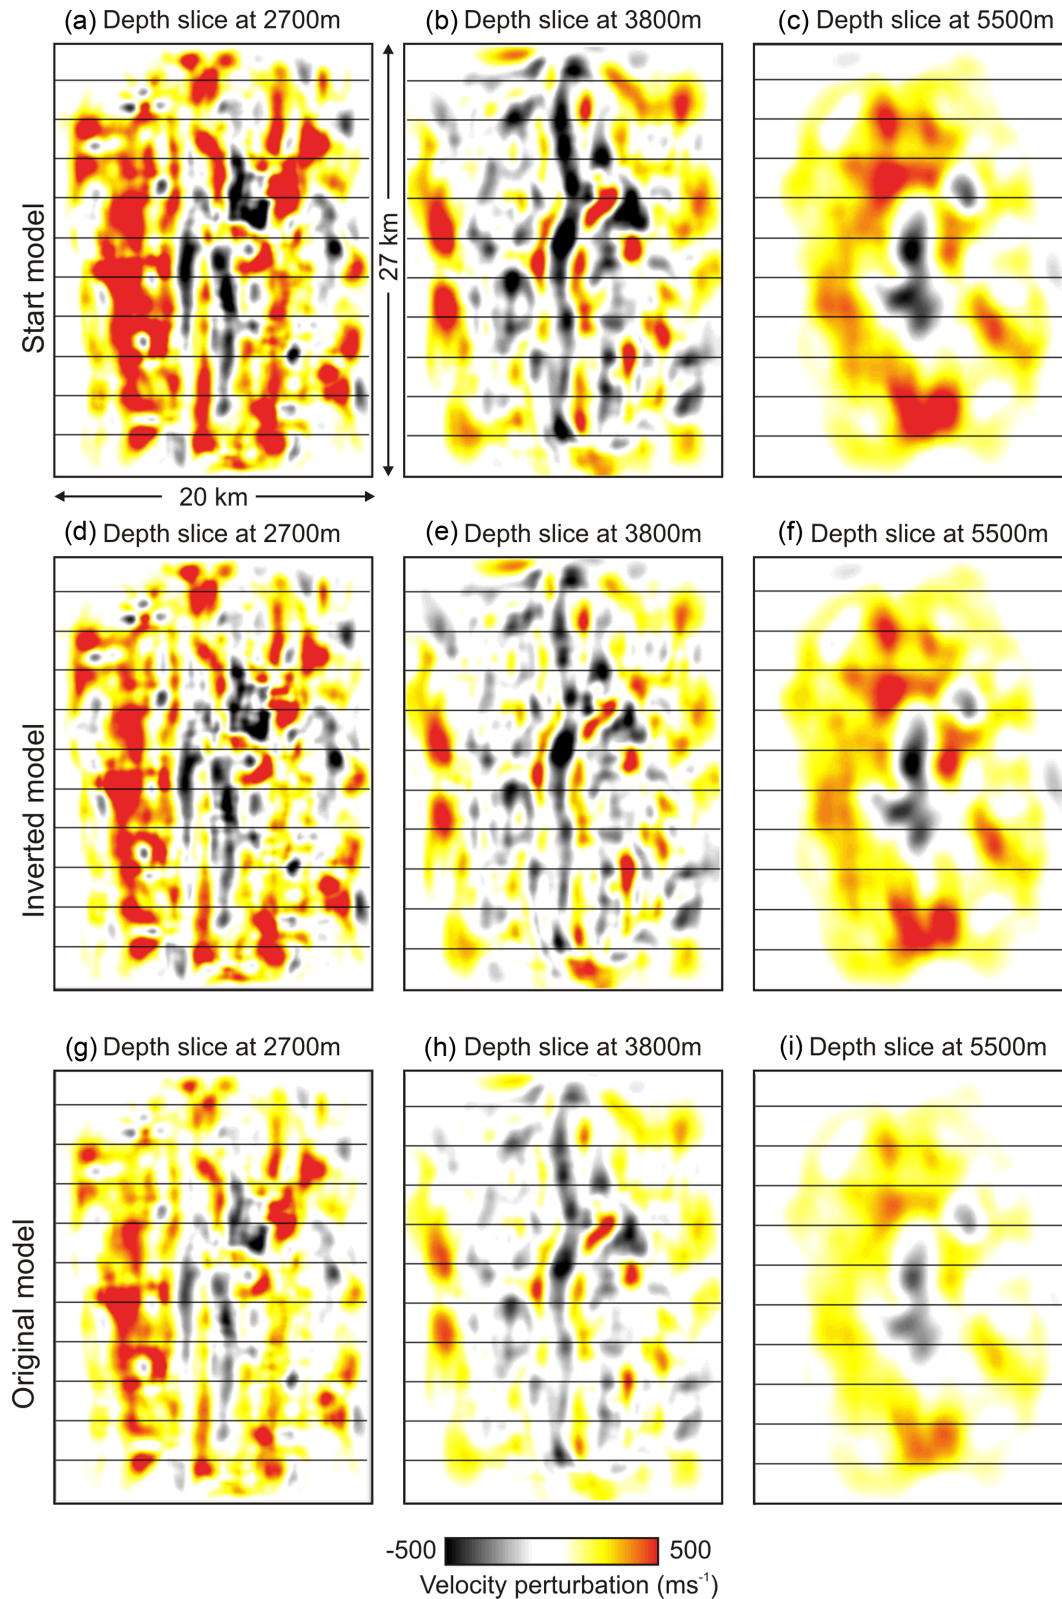 (a) Depth slice at 2700m
(b) Depth slice at 3800m
(c) Depth slice at 5500m
Start model
27 km
20 km
(d) Depth slice at 2700m
(e) Depth slice at 3800m
(f) Depth slice at 5500m
Inverted model
(g) Depth slice at 2700m
(h) Depth slice at 3800m
(i) Depth slice at 5500m
Original model
-500 500
Velocity perturbation (ms⁻¹)